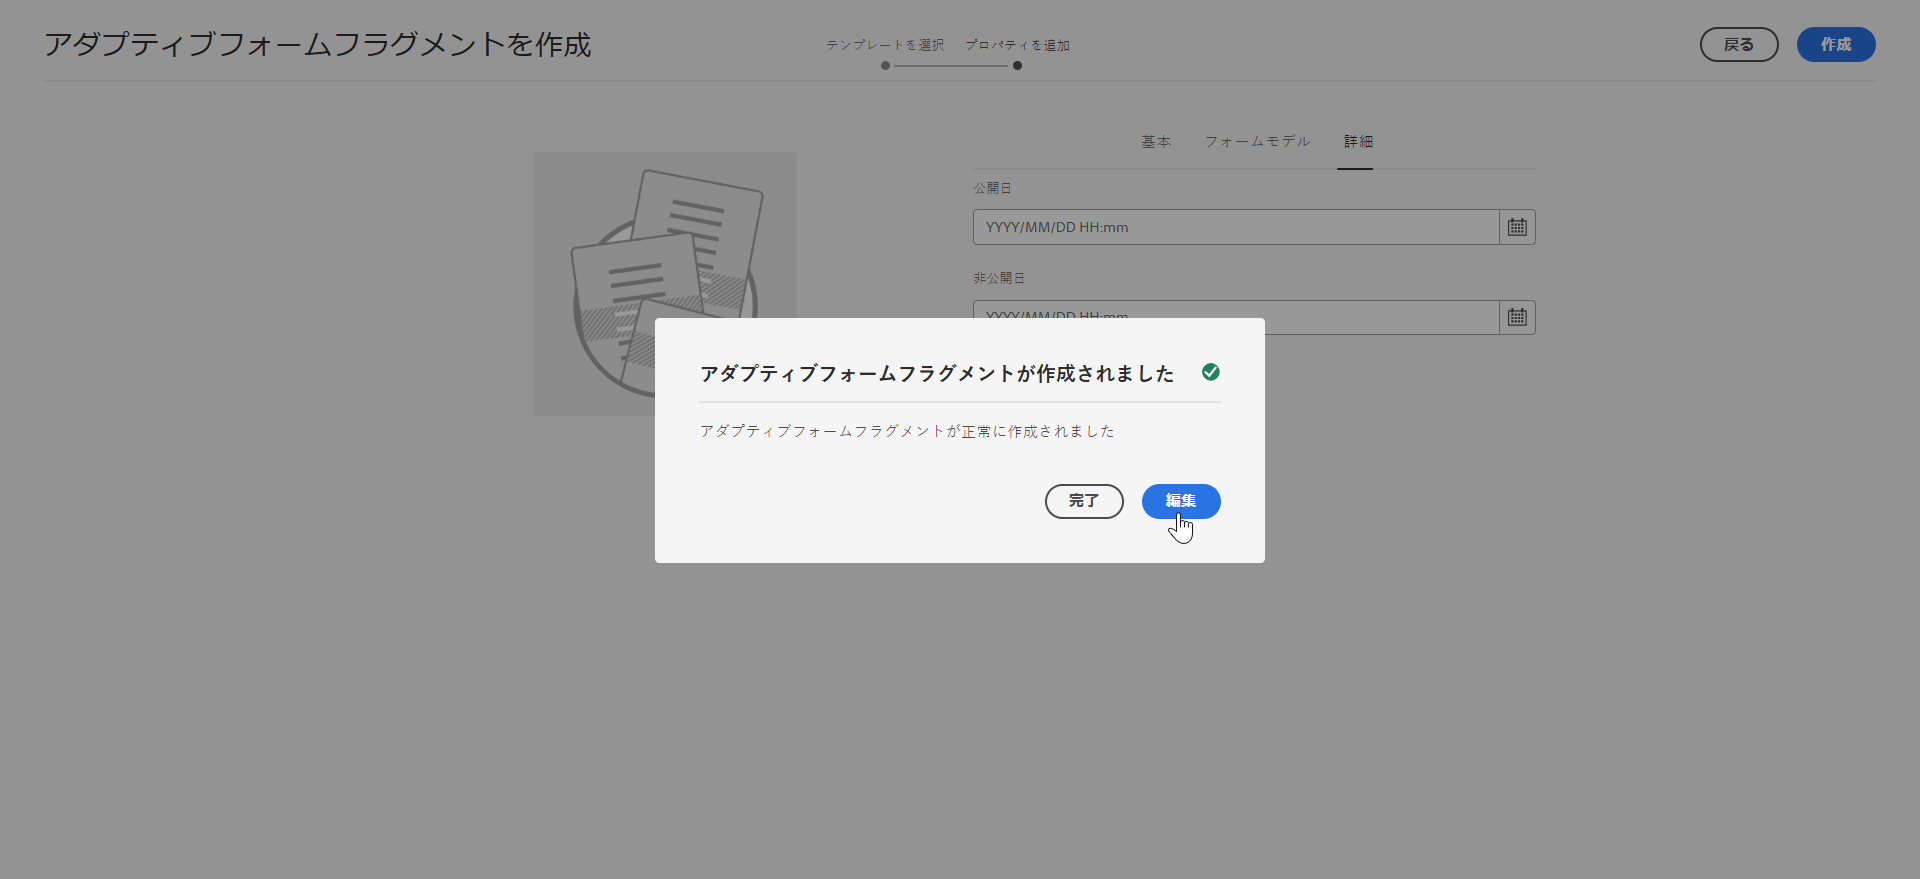 アダプティブフォームフラグメントを作成
テンプレートを選択
プロパティを追加
戻る
作成
基本
フォームモデル
詳細
公開日
YYYY/MM/DD HH:mm
非公開日
YYYY/MM/DD HH:mm
アダプティブフォームフラグメントが作成されました
アダプティブフォームフラグメントが正常に作成されました
完了
編集